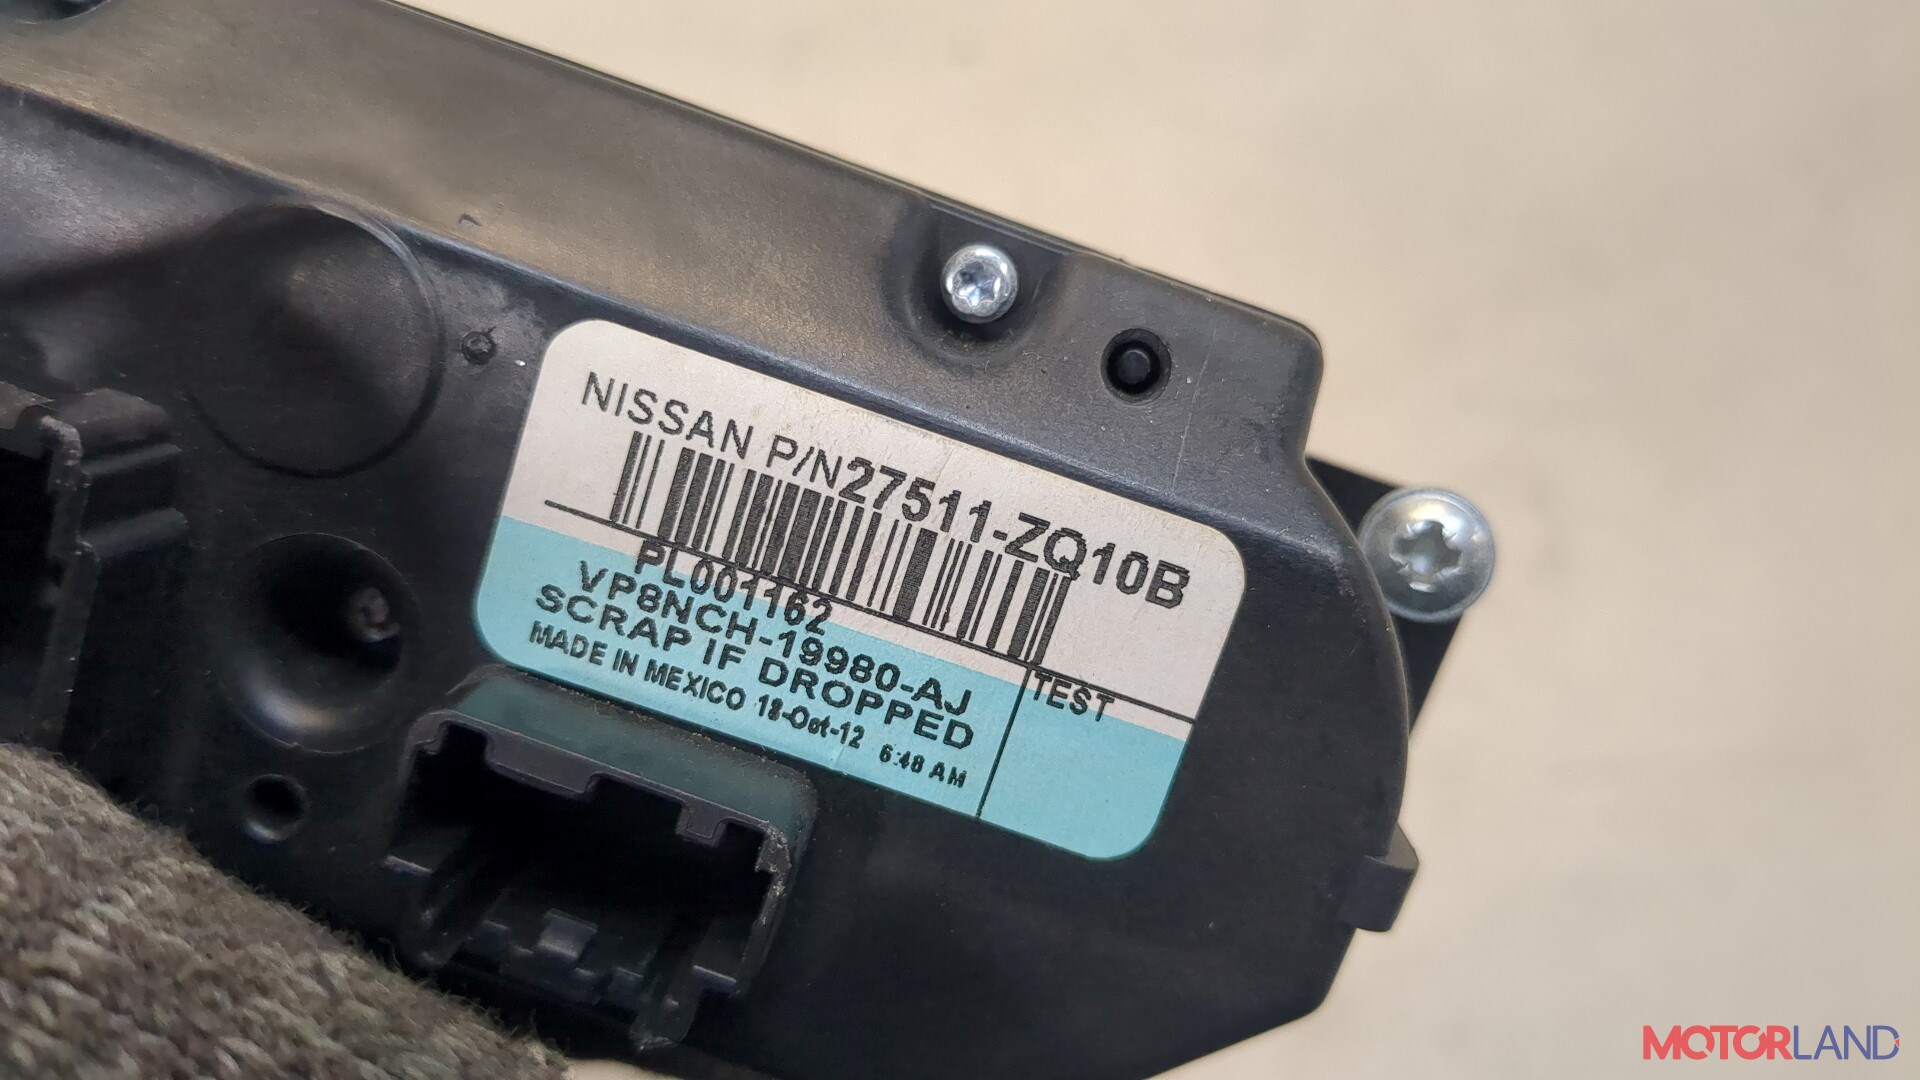 NISSAN P/N27511-ZQ10B
PL001162
VP8NCH-19980-AJ
SCRAP IF DROPPED
MADE IN MEXICO 18-Oct-12 6:48 AM
TEST
MOTORLAND